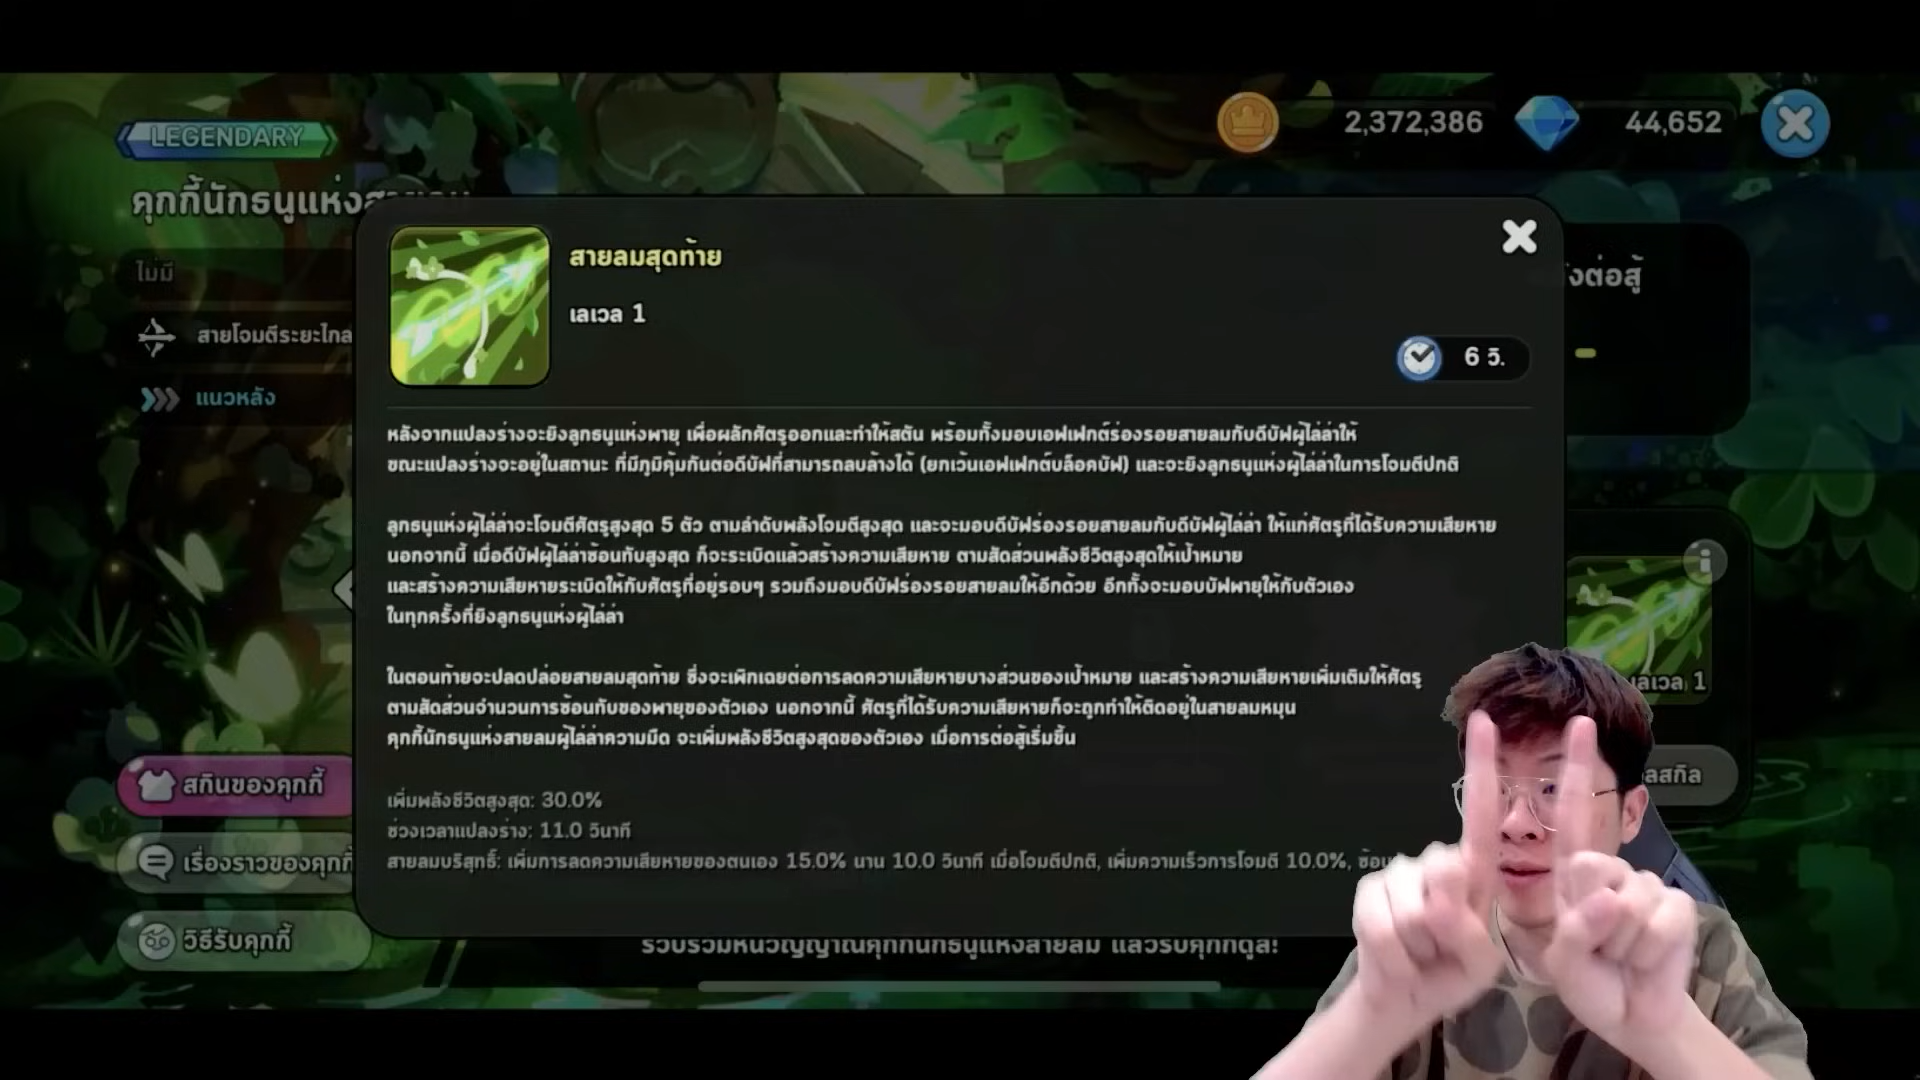 LEGENDARY
2,372,386
44,652
คุกกี้นักธนูแห่งสายลม
ไม่มี
สายโจมตีระยะไกล
แนวหลัง
สายลมสุดท้าย
เลเวล 1
6 วิ.
หลังจากแปลงร่างจะยิงลูกธนูแห่งพายุ เพื่อผลักศัตรูออกและทำให้สตัน พร้อมทั้งมอบเอฟเฟกต์ร่องรอยสายลมกับดีบัฟผู้ไล่ล่าให้
ขณะแปลงร่างจะอยู่ในสถานะ ที่มีภูมิคุ้มกันต่อดีบัฟที่สามารถลบล้างได้ (ยกเว้นเอฟเฟกต์บล็อคบัฟ) และจะยิงลูกธนูแห่งผู้ไล่ล่าในการโจมตีปกติ
ลูกธนูแห่งผู้ไล่ล่าจะโจมตีศัตรูสูงสุด 5 ตัว ตามลำดับพลังโจมตีสูงสุด และจะมอบดีบัฟร่องรอยสายลมกับดีบัฟผู้ไล่ล่า ให้แก่ศัตรูที่ได้รับความเสียหาย
นอกจากนี้ เมื่อดีบัฟผู้ไล่ล่าซ้อนทับสูงสุด ก็จะระเบิดแล้วสร้างความเสียหาย ตามสัดส่วนพลังชีวิตสูงสุดให้เป้าหมาย
และสร้างความเสียหายระเบิดให้กับศัตรูที่อยู่รอบๆ รวมถึงมอบดีบัฟร่องรอยสายลมให้อีกด้วย อีกทั้งจะมอบบัฟพายุให้กับตัวเอง
ในทุกครั้งที่ยิงลูกธนูแห่งผู้ไล่ล่า
ในตอนท้ายจะปลดปล่อยสายลมสุดท้าย ซึ่งจะเพิกเฉยต่อการลดความเสียหายบางส่วนของเป้าหมาย และสร้างความเสียหายเพิ่มเติมให้ศัตรู
ตามสัดส่วนจำนวนการซ้อนทับของพายุของตัวเอง นอกจากนี้ ศัตรูที่ได้รับความเสียหายก็จะถูกทำให้ติดอยู่ในสายลมหมุน
คุกกี้นักธนูแห่งสายลมผู้ไล่ล่าความมืด จะเพิ่มพลังชีวิตสูงสุดของตัวเอง เมื่อการต่อสู้เริ่มขึ้น
เพิ่มพลังชีวิตสูงสุด: 30.0%
ช่วงเวลาแปลงร่าง: 11.0 วินาที
สายลมบริสุทธิ์: เพิ่มการลดความเสียหายของตนเอง 15.0% นาน 10.0 วินาที เมื่อโจมตีปกติ, เพิ่มความเร็วการโจมตี 10.0%,
เลเวล 1
สกินของคุกกี้
เรื่องราวของคุกกี้
วิธีรับคุกกี้